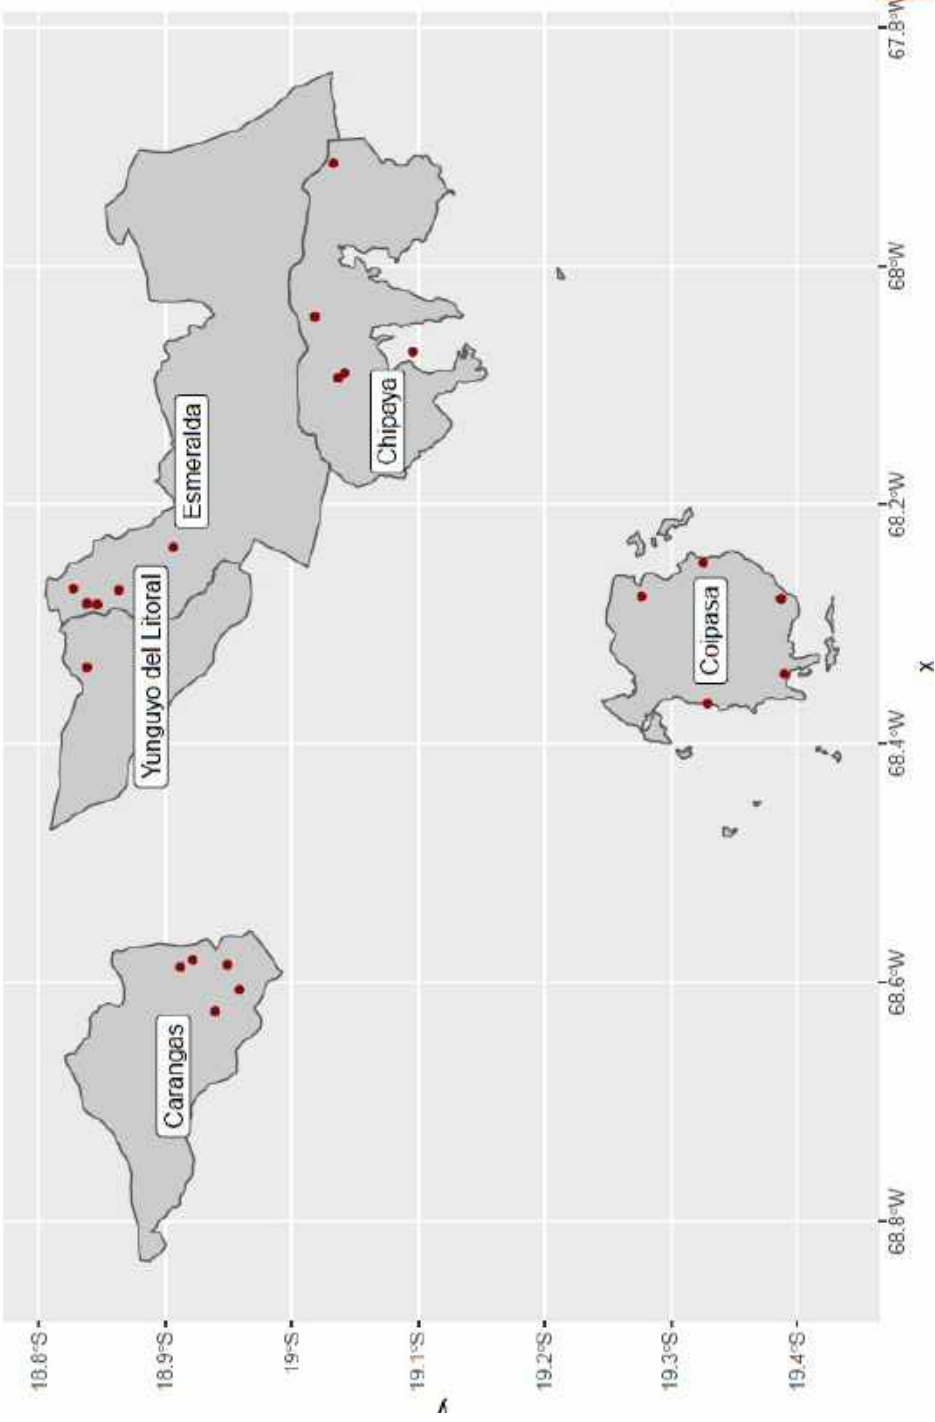 18.8°S
18.9°S
19°S
19.1°S
19.2°S
19.3°S
19.4°S
y
Carangas
Yunguyo del Litoral
Esmeralda
Chipaya
Coipasa
68.8°W
68.6°W
68.4°W
68.2°W
68°W
67.8°W
x